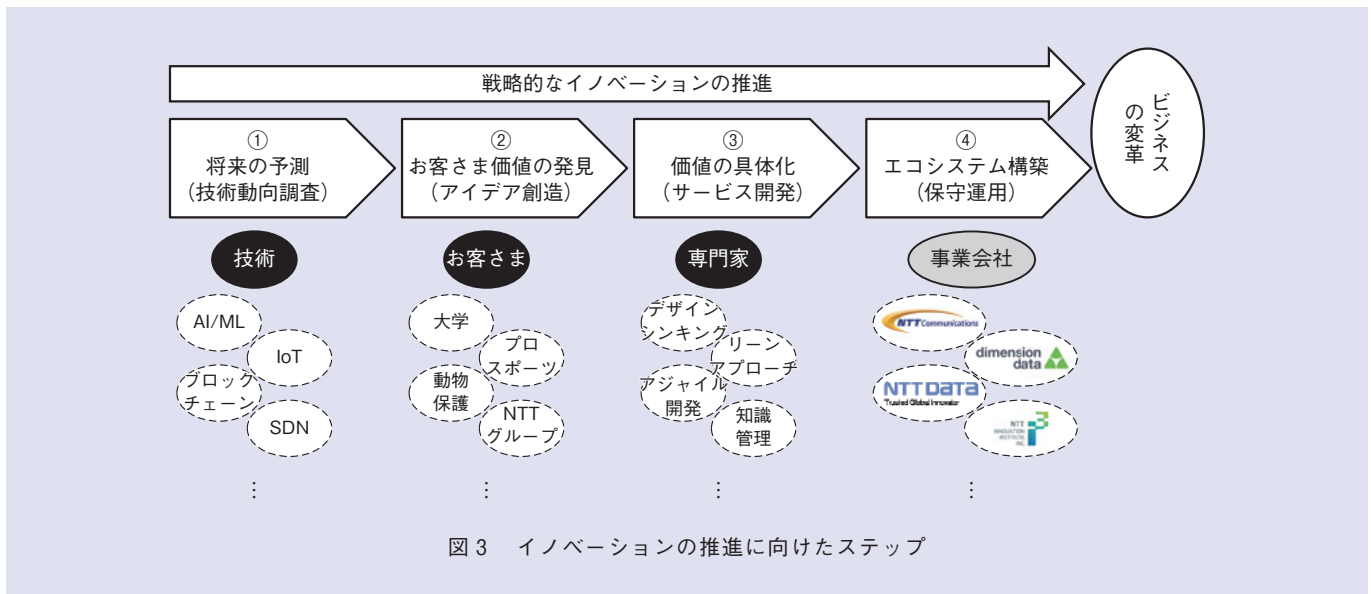 戦略的なイノベーションの推進
ビジネス
の変革
①
将来の予測
（技術動向調査）
②
お客さま価値の発見
（アイデア創造）
③
価値の具体化
（サービス開発）
④
エコシステム構築
（保守運用）
技術
お客さま
専門家
事業会社
AI/ML
IoT
ブロック
チェーン
SDN
⋮
大学
プロ
スポーツ
動物
保護
NTT
グループ
⋮
デザイン
シンキング
リーン
アプローチ
アジャイル
開発
知識
管理
⋮
NTT Communications
dimension
data
NTT DATA
Trusted Global Innovator
NTT
INNOVATION
INSTITUTE,
INC.
i3
⋮
図3 イノベーションの推進に向けたステップ